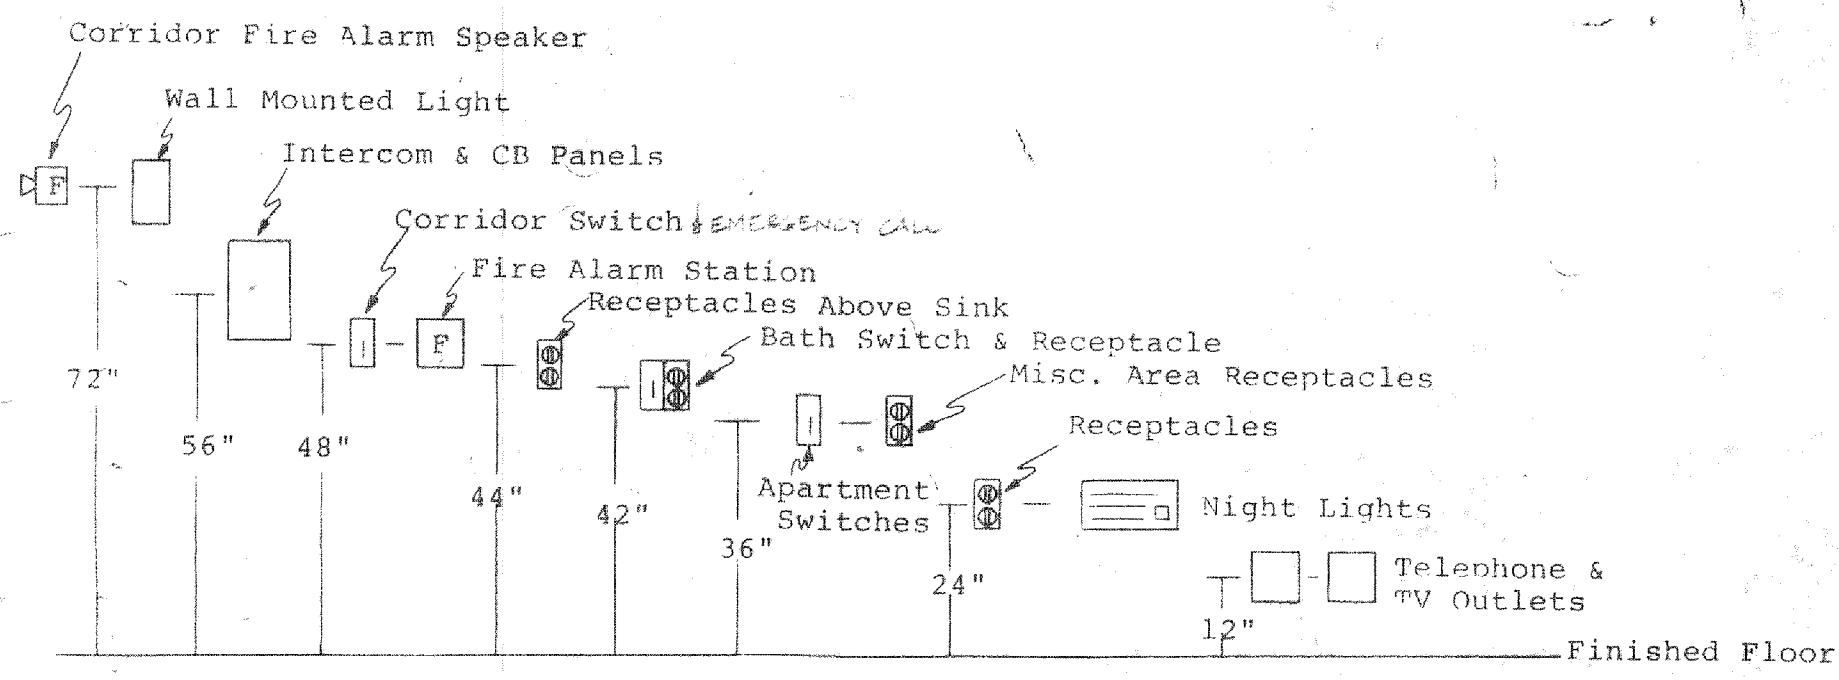 Corridor Fire Alarm Speaker
Wall Mounted Light
Intercom & CB Panels
F
Corridor Switch & EMERGENCY CALL
Fire Alarm Station
Receptacles Above Sink
F
Bath Switch & Receptacle
72"
Misc. Area Receptacles
56"
48"
Receptacles
44"
Apartment
Switches
42"
Night Lights
36"
24"
Telephone &
TV Outlets
12"
Finished Floor